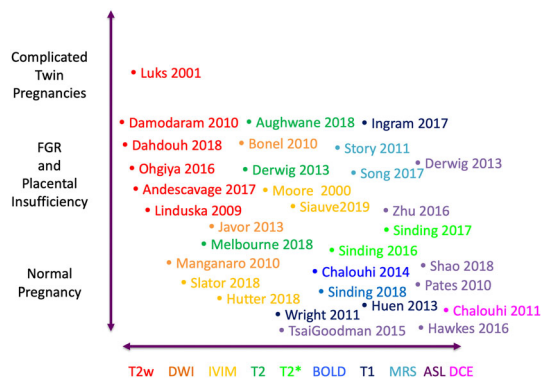 Complicated
Twin
Pregnancies
• Luks 2001
• Damodaram 2010 • Aughwane 2018 • Ingram 2017
• Dahdouh 2018 • Bonel 2010 • Story 2011
FGR
and
Placental
Insufficiency
• Ohgiya 2016 • Derwig 2013 • Song 2017 • Derwig 2013
• Andescavage 2017 • Moore 2000
• Linduska 2009 • Siauve2019 • Zhu 2016
• Javor 2013 • Sinding 2017
• Melbourne 2018 • Sinding 2016
Normal
Pregnancy
• Manganaro 2010 • Chalouhi 2014 • Shao 2018
• Slator 2018 • Sinding 2018 • Pates 2010
• Hutter 2018 • Huen 2013 • Chalouhi 2011
• Wright 2011
• TsaiGoodman 2015 • Hawkes 2016
T2w DWI IVIM T2 T2* BOLD T1 MRS ASL DCE